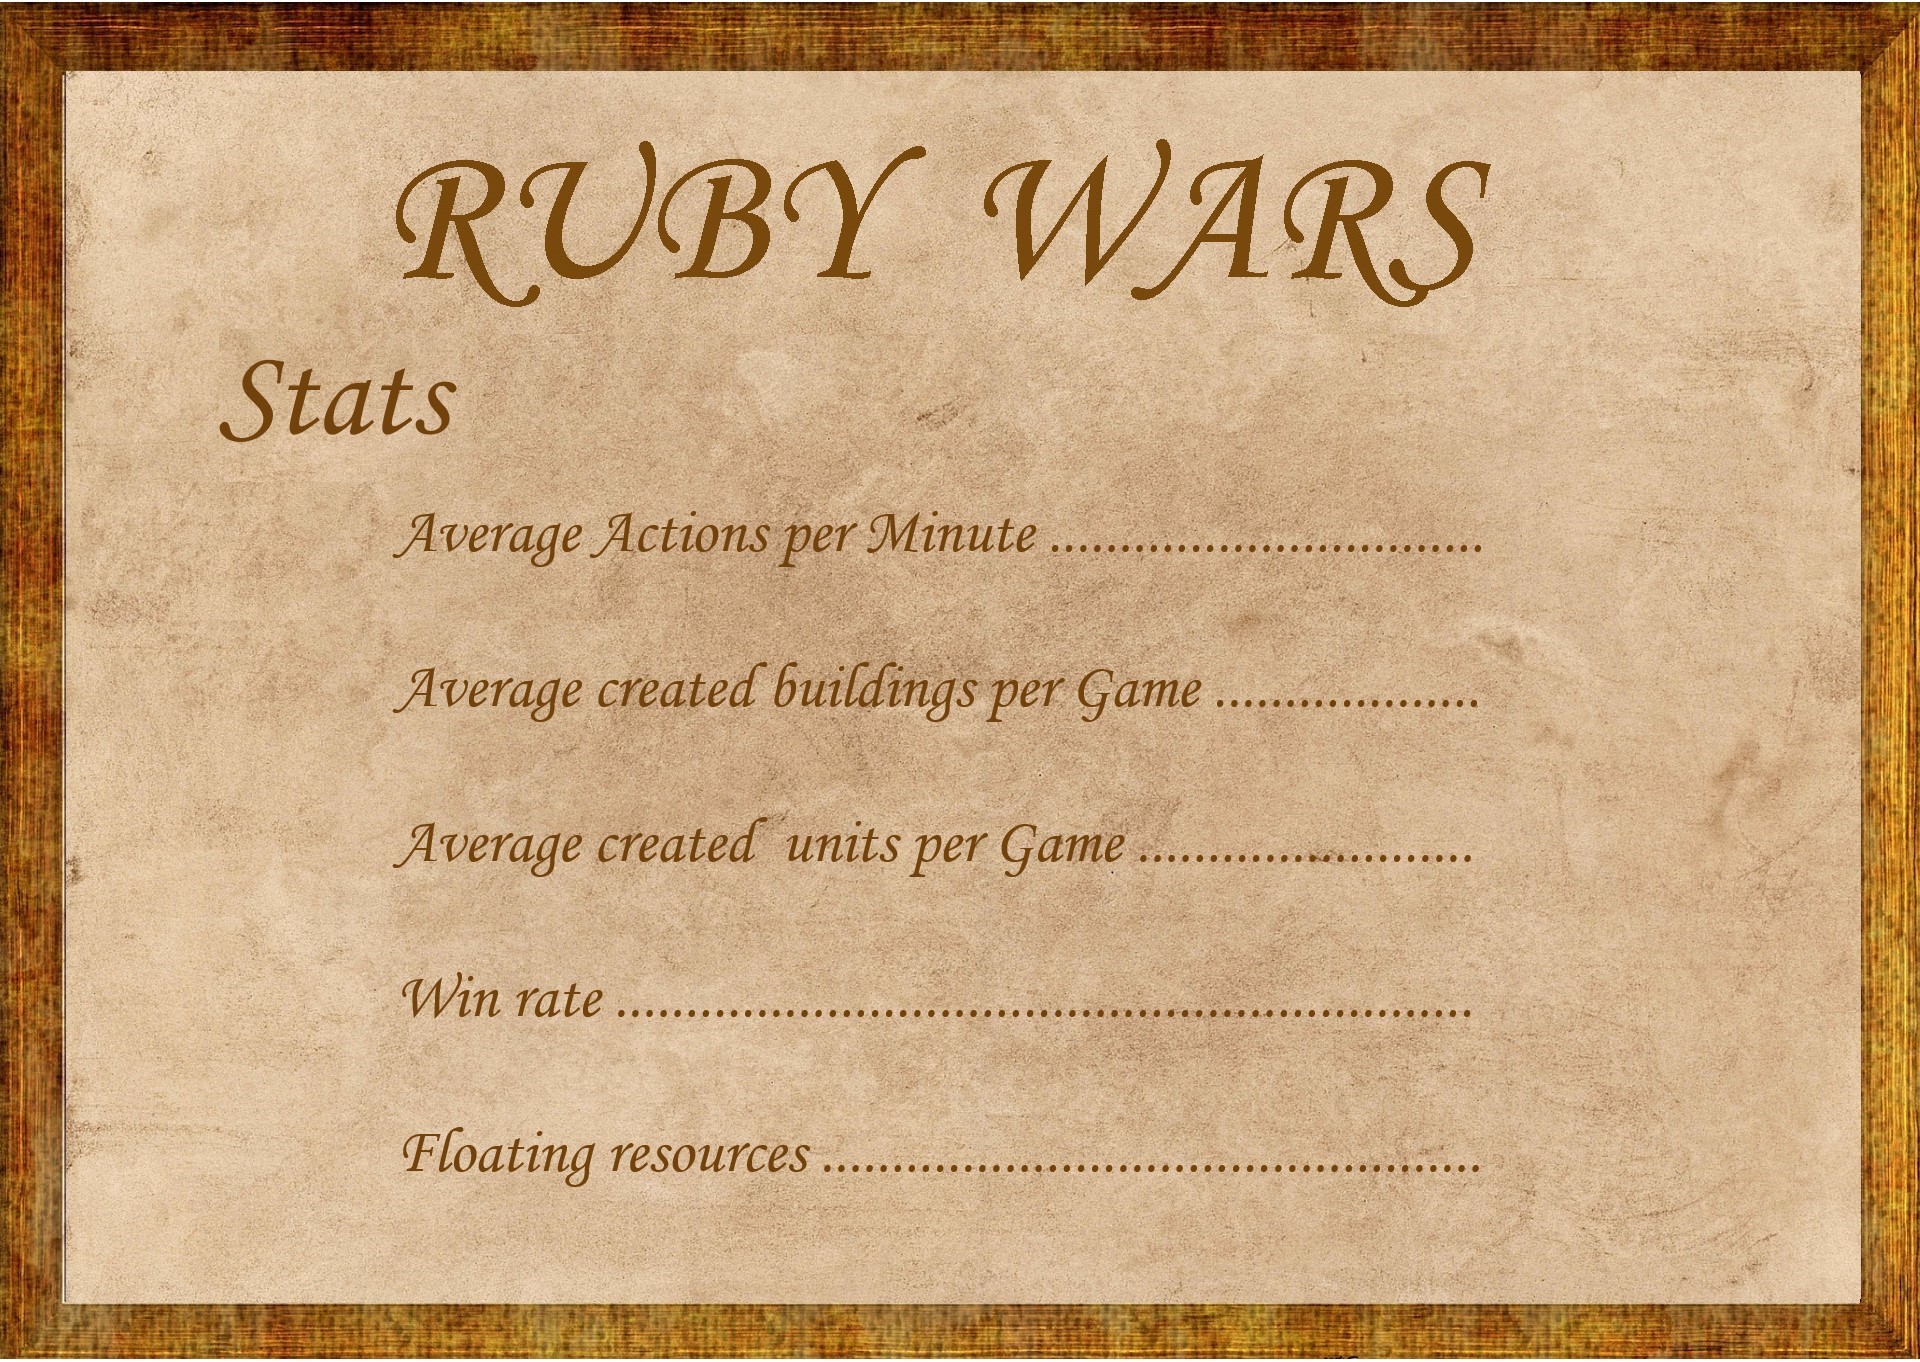 RUBY WARS
Stats
Average Actions per Minute ...............................
Average created buildings per Game ...................
Average created  units per Game ........................
Win rate .............................................................
Floating resources ...............................................